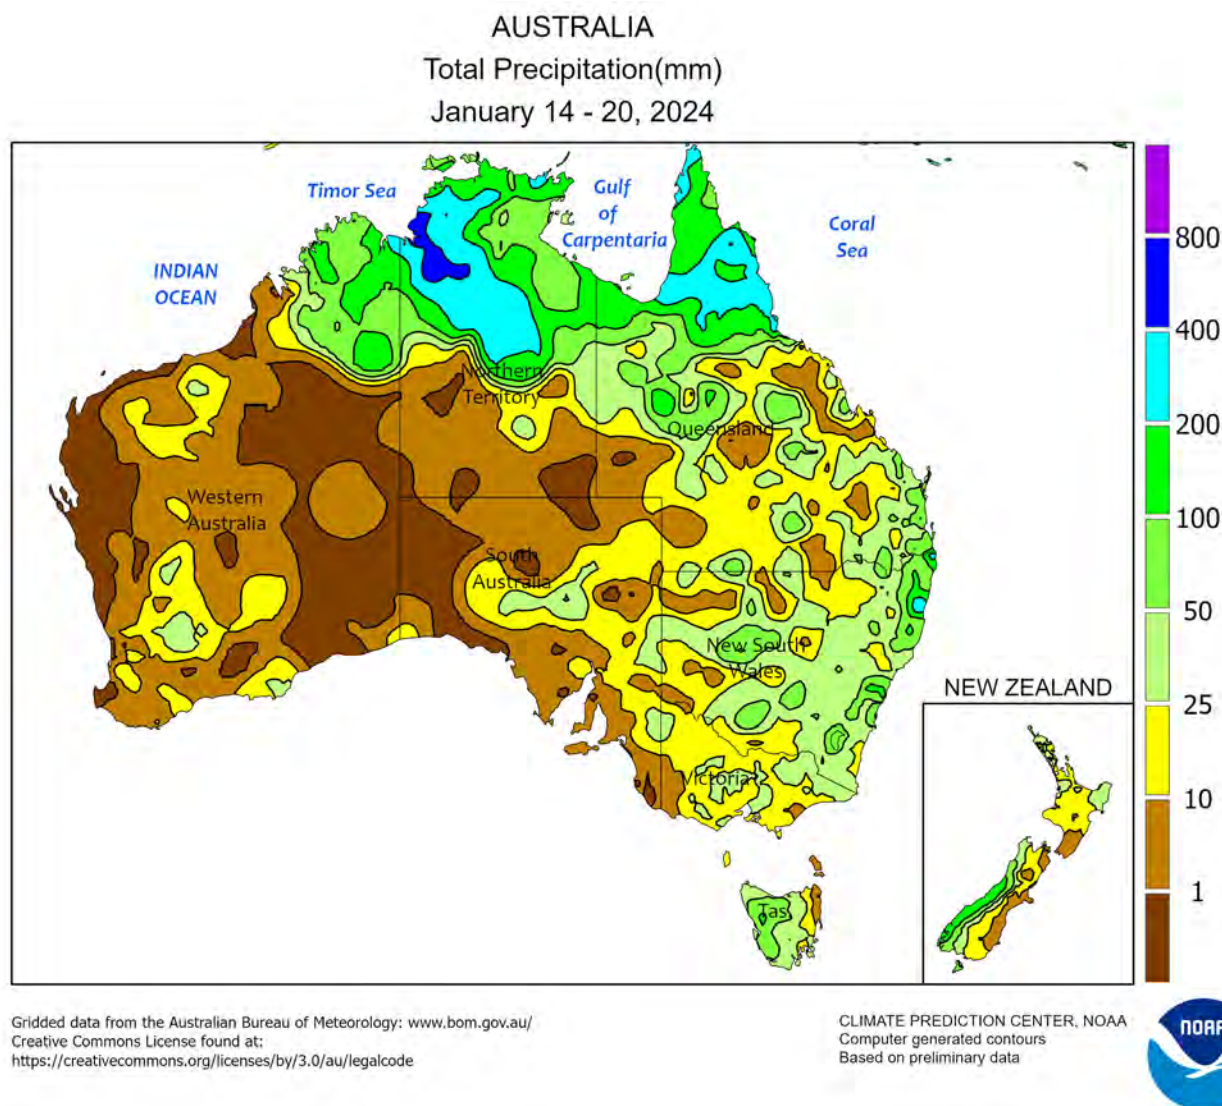 AUSTRALIA
Total Precipitation(mm)
January 14 - 20, 2024
Timor Sea
Gulf
of
Carpentaria
Coral
Sea
INDIAN
OCEAN
Northern
Territory
Queensland
Western
Australia
South
Australia
New South
Wales
Victoria
Tas
NEW ZEALAND
800
400
200
100
50
25
10
1
Gridded data from the Australian Bureau of Meteorology: www.bom.gov.au/
Creative Commons License found at:
https://creativecommons.org/licenses/by/3.0/au/legalcode
CLIMATE PREDICTION CENTER, NOAA
Computer generated contours
Based on preliminary data
NOAA